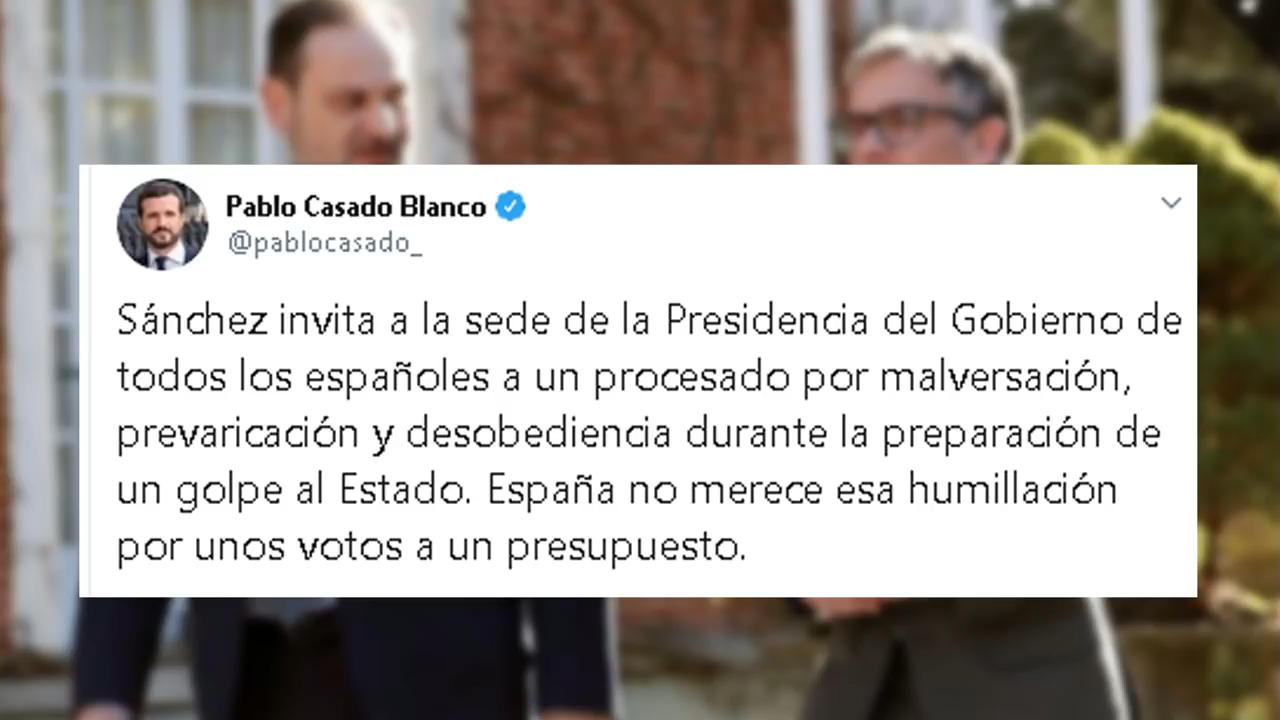 Pablo Casado Blanco
@pablocasado_
Sánchez invita a la sede de la Presidencia del Gobierno de
todos los españoles a un procesado por malversación,
prevaricación y desobediencia durante la preparación de
un golpe al Estado. España no merece esa humillación
por unos votos a un presupuesto.